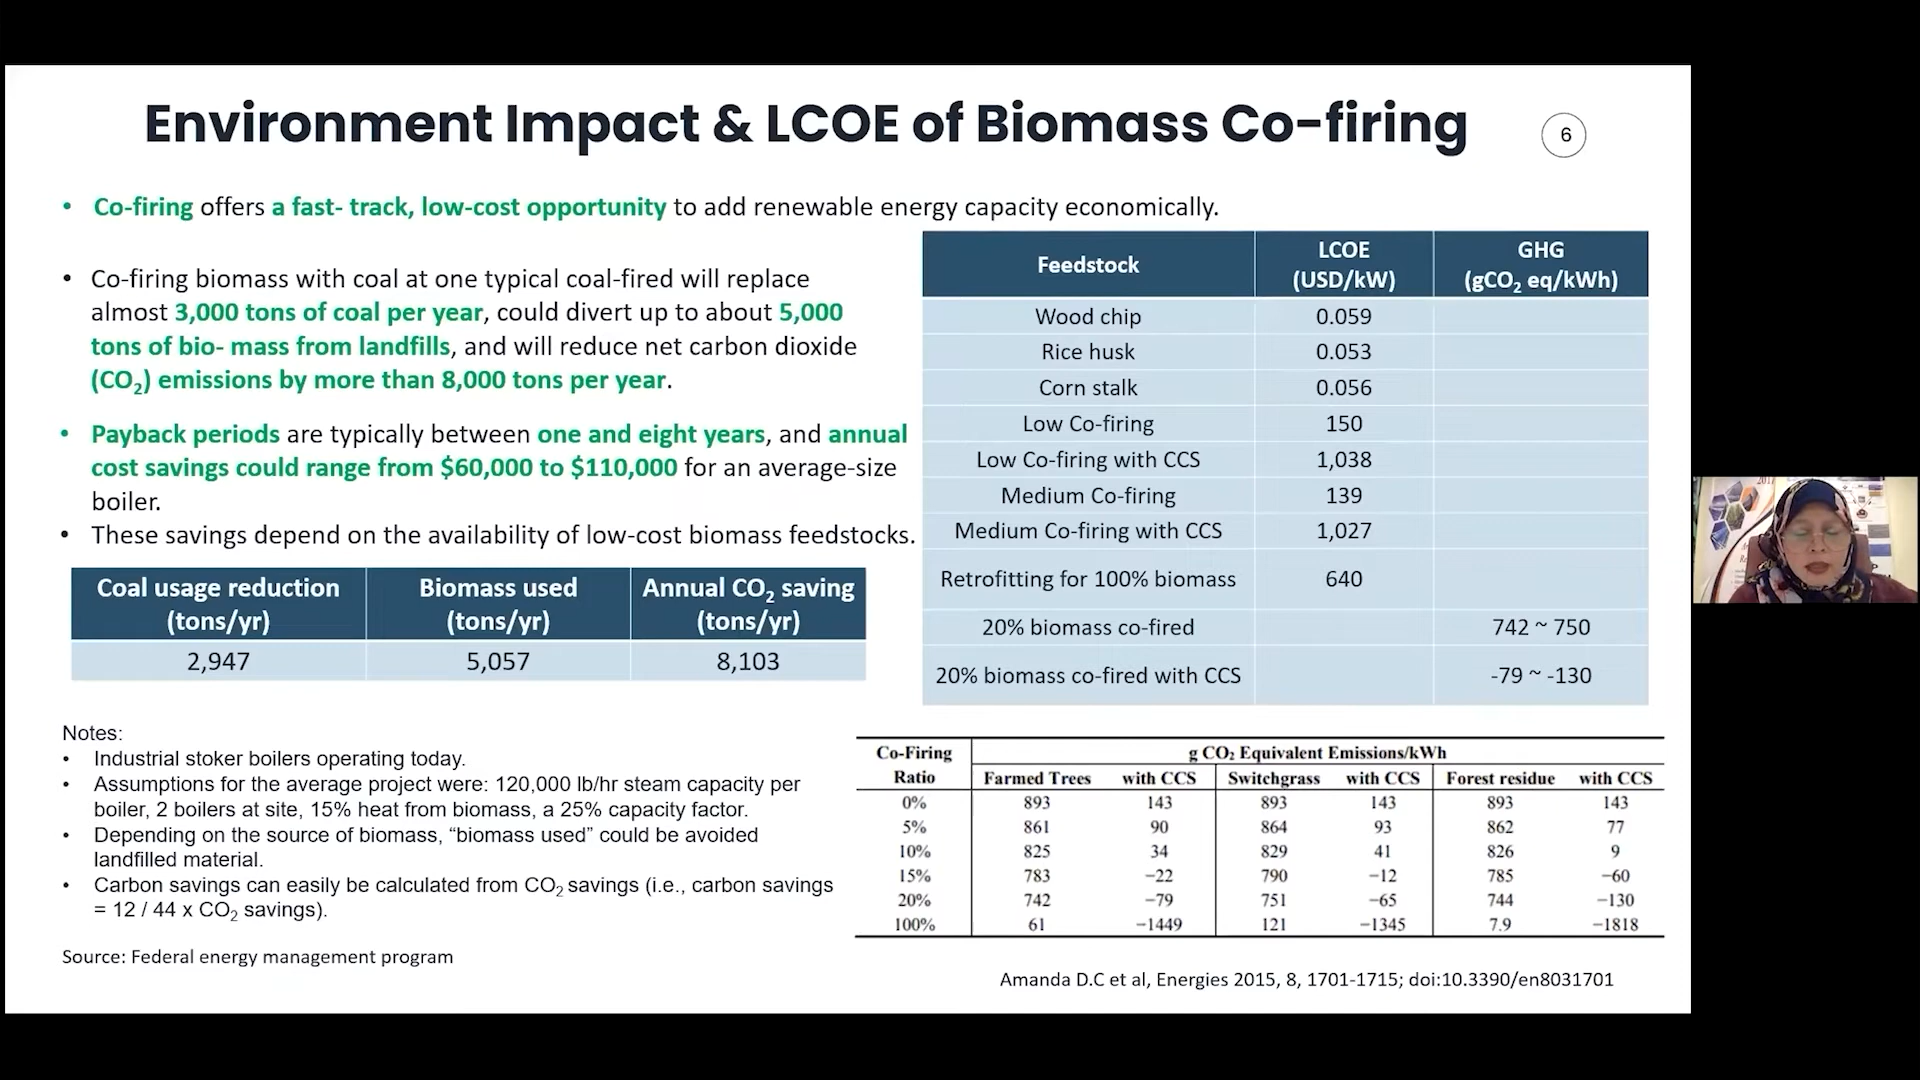 Environment Impact & LCOE of Biomass Co-firing
6
• Co-firing offers a fast- track, low-cost opportunity to add renewable energy capacity economically.
• Co-firing biomass with coal at one typical coal-fired will replace
almost 3,000 tons of coal per year, could divert up to about 5,000
tons of bio- mass from landfills, and will reduce net carbon dioxide
(CO₂) emissions by more than 8,000 tons per year.
• Payback periods are typically between one and eight years, and annual
cost savings could range from $60,000 to $110,000 for an average-size
boiler.
• These savings depend on the availability of low-cost biomass feedstocks.
Coal usage reduction (tons/yr) Biomass used (tons/yr) Annual CO₂ saving (tons/yr)
2,947 5,057 8,103
Notes:
• Industrial stoker boilers operating today.
• Assumptions for the average project were: 120,000 lb/hr steam capacity per
boiler, 2 boilers at site, 15% heat from biomass, a 25% capacity factor.
• Depending on the source of biomass, “biomass used” could be avoided
landfilled material.
• Carbon savings can easily be calculated from CO₂ savings (i.e., carbon savings
= 12 / 44 x CO₂ savings).
Source: Federal energy management program
Feedstock LCOE (USD/kW) GHG (gCO₂ eq/kWh)
Wood chip 0.059
Rice husk 0.053
Corn stalk 0.056
Low Co-firing 150
Low Co-firing with CCS 1,038
Medium Co-firing 139
Medium Co-firing with CCS 1,027
Retrofitting for 100% biomass 640
20% biomass co-fired 742 ~ 750
20% biomass co-fired with CCS -79 ~ -130
Co-Firing Ratio g CO₂ Equivalent Emissions/kWh
Farmed Trees with CCS Switchgrass with CCS Forest residue with CCS
0% 893 143 893 143 893 143
5% 861 90 864 93 862 77
10% 825 34 829 41 826 9
15% 783 −22 790 −12 785 −60
20% 742 −79 751 −65 744 −130
100% 61 −1449 121 −1345 7.9 −1818
Amanda D.C et al, Energies 2015, 8, 1701-1715; doi:10.3390/en8031701